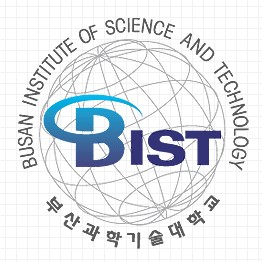 BUSAN INSTITUTE OF SCIENCE AND TECHNOLOGY
BIST
부산과학기술대학교